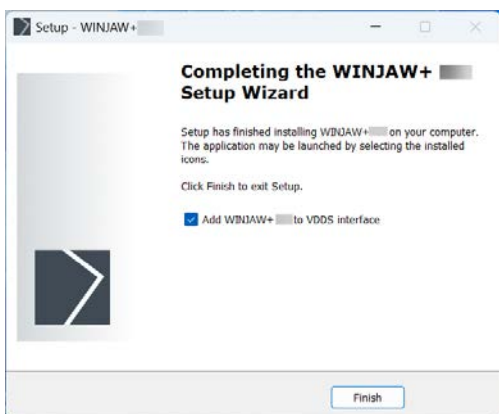 Setup - WINJAW+
Completing the WINJAW+
Setup Wizard
Setup has finished installing WINJAW+ on your computer.
The application may be launched by selecting the installed
icons.
Click Finish to exit Setup.
Add WINJAW+ to VDDS interface
Finish